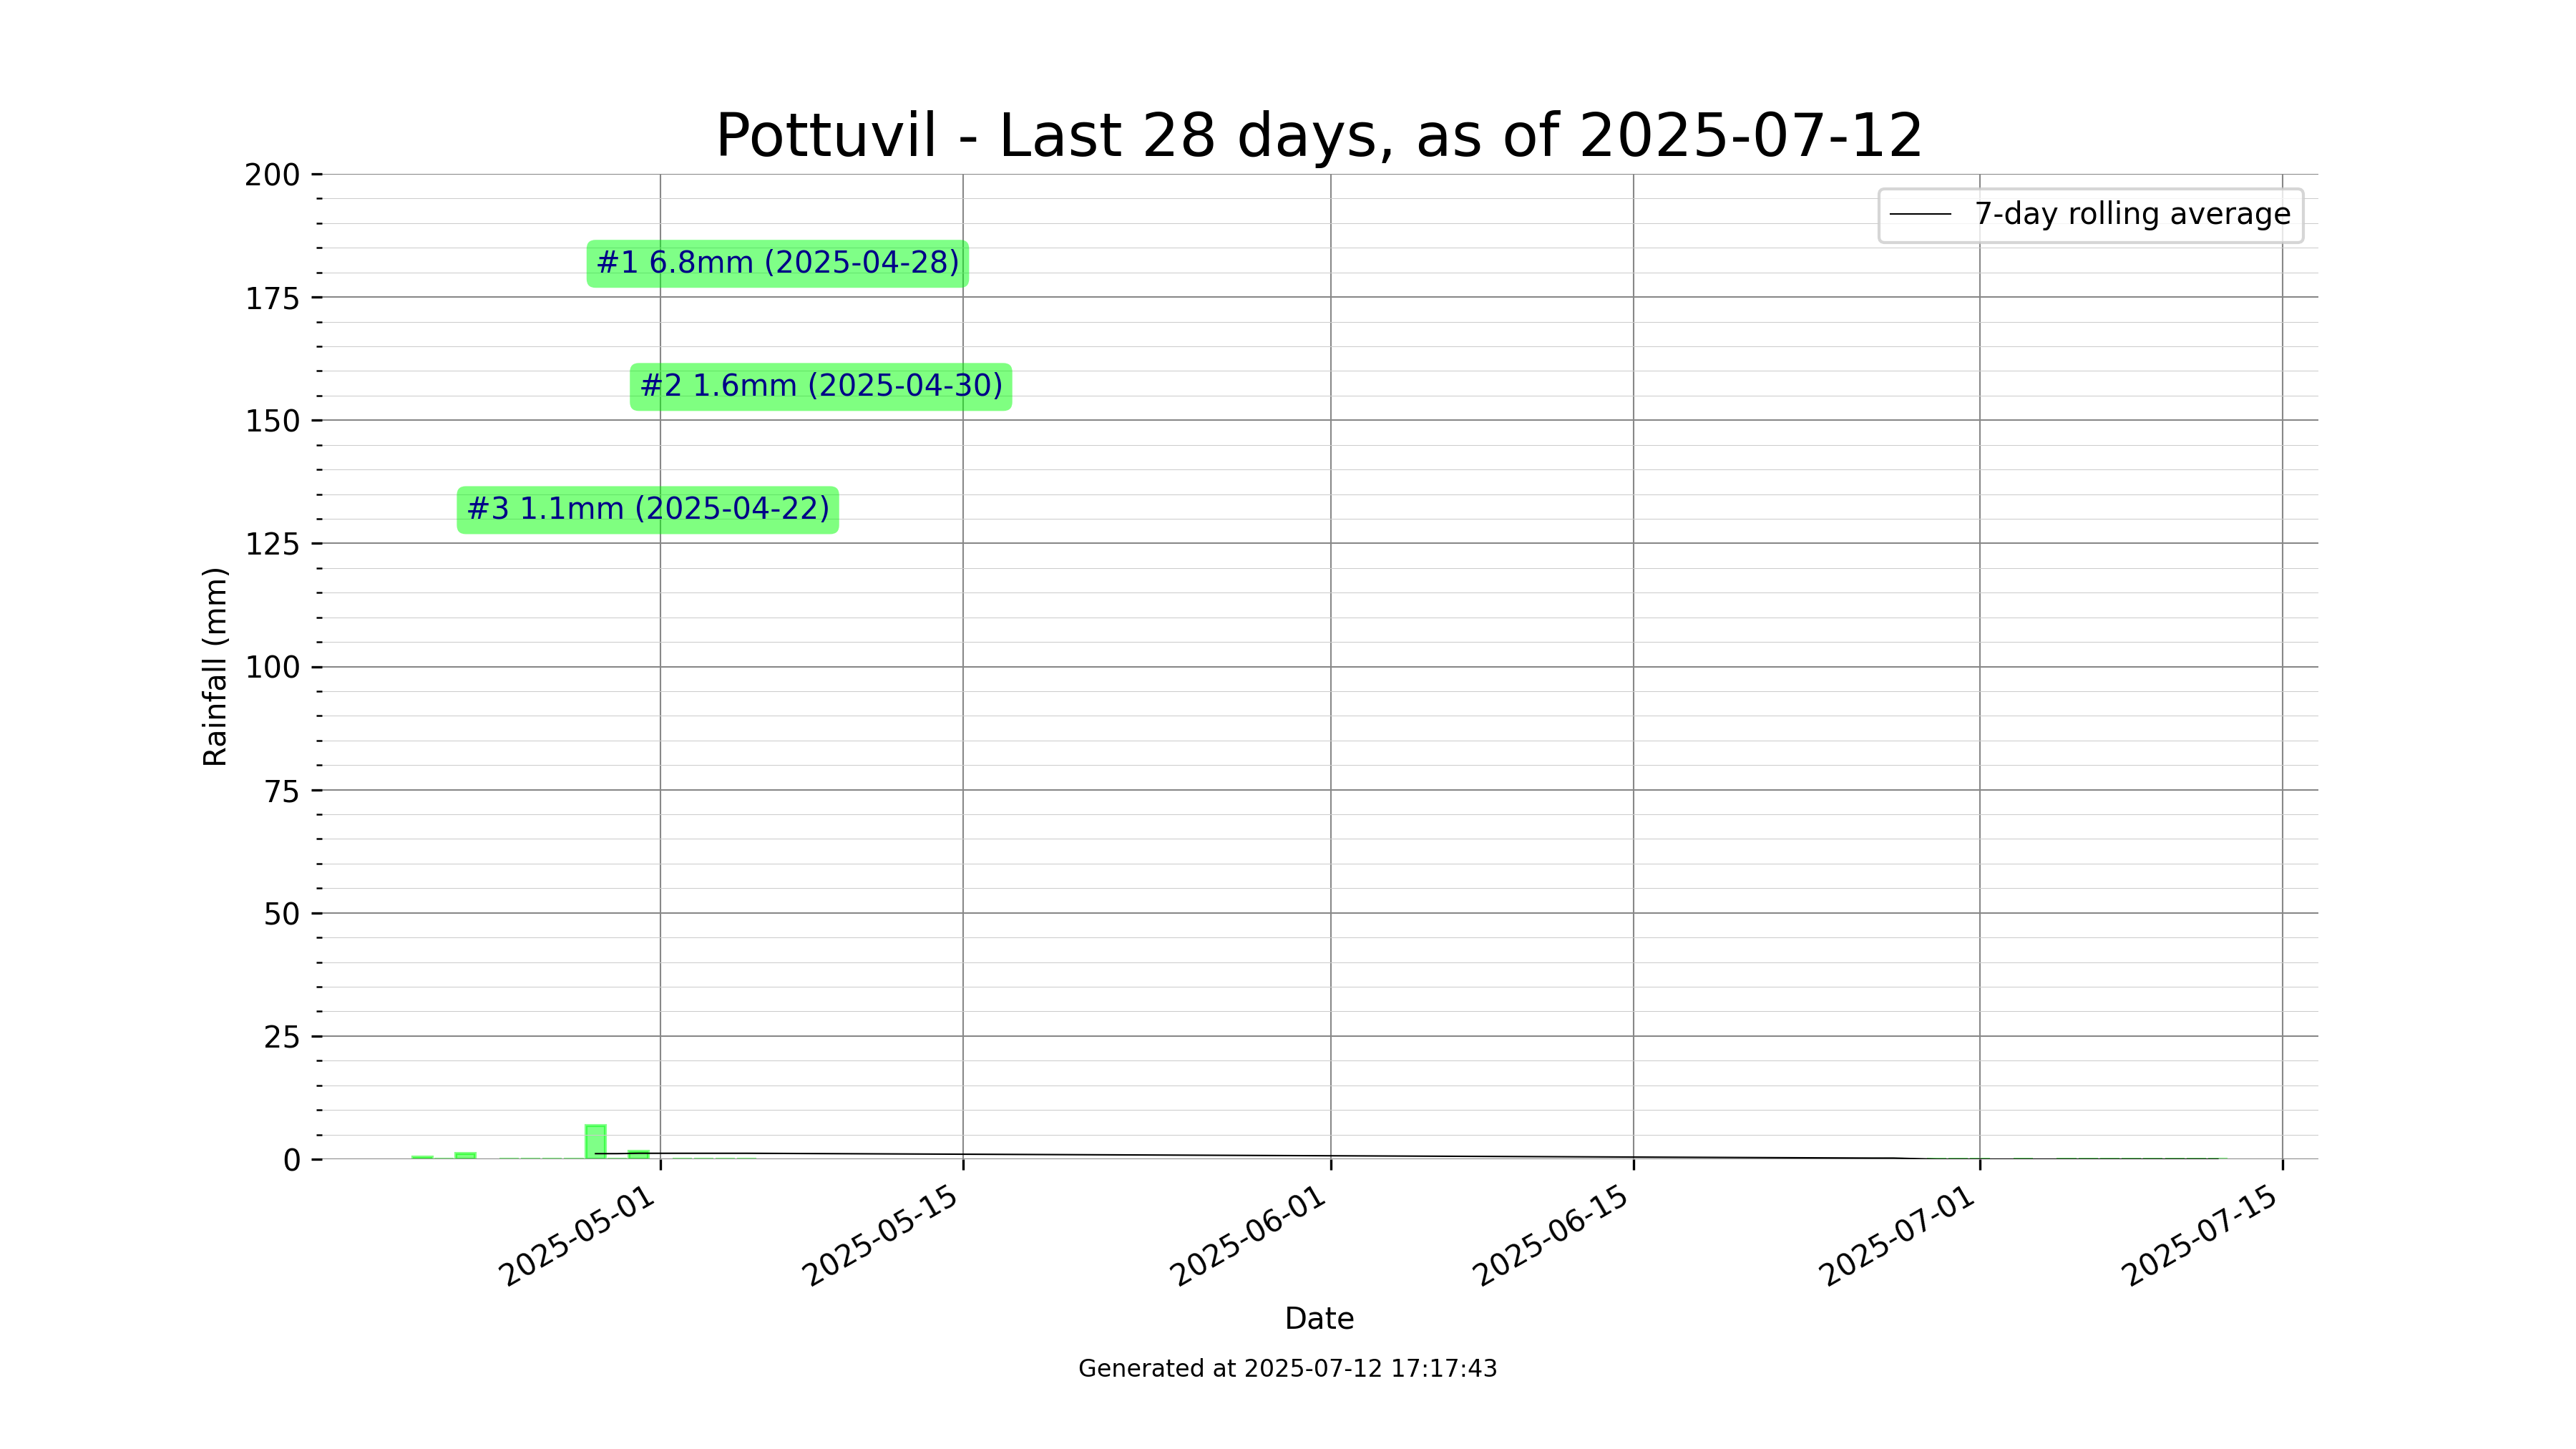 Pottuvil - Last 28 days, as of 2025-07-12
200
175
150
125
100
75
50
25
0
Rainfall (mm)
7-day rolling average
#1 6.8mm (2025-04-28)
#2 1.6mm (2025-04-30)
#3 1.1mm (2025-04-22)
2025-05-01
2025-05-15
2025-06-01
2025-06-15
2025-07-01
2025-07-15
Date
Generated at 2025-07-12 17:17:43